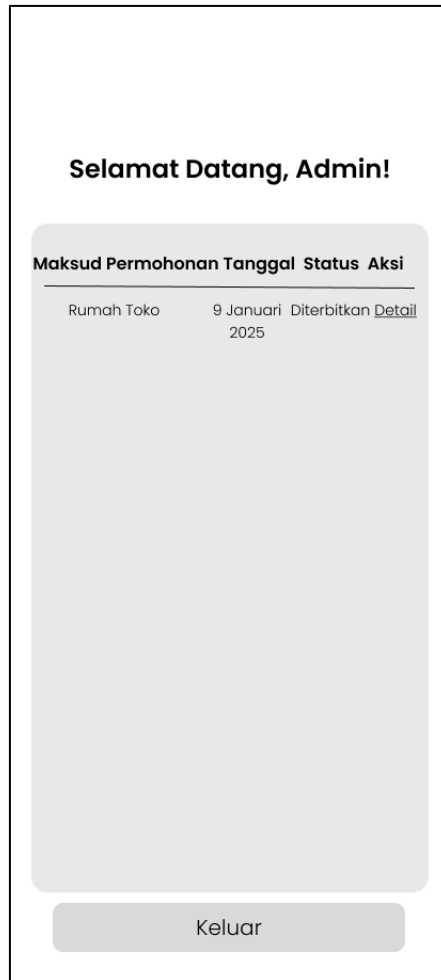 Selamat Datang, Admin!
Maksud Permohonan Tanggal Status Aksi
Rumah Toko 9 Januari Diterbitkan Detail
2025
Keluar